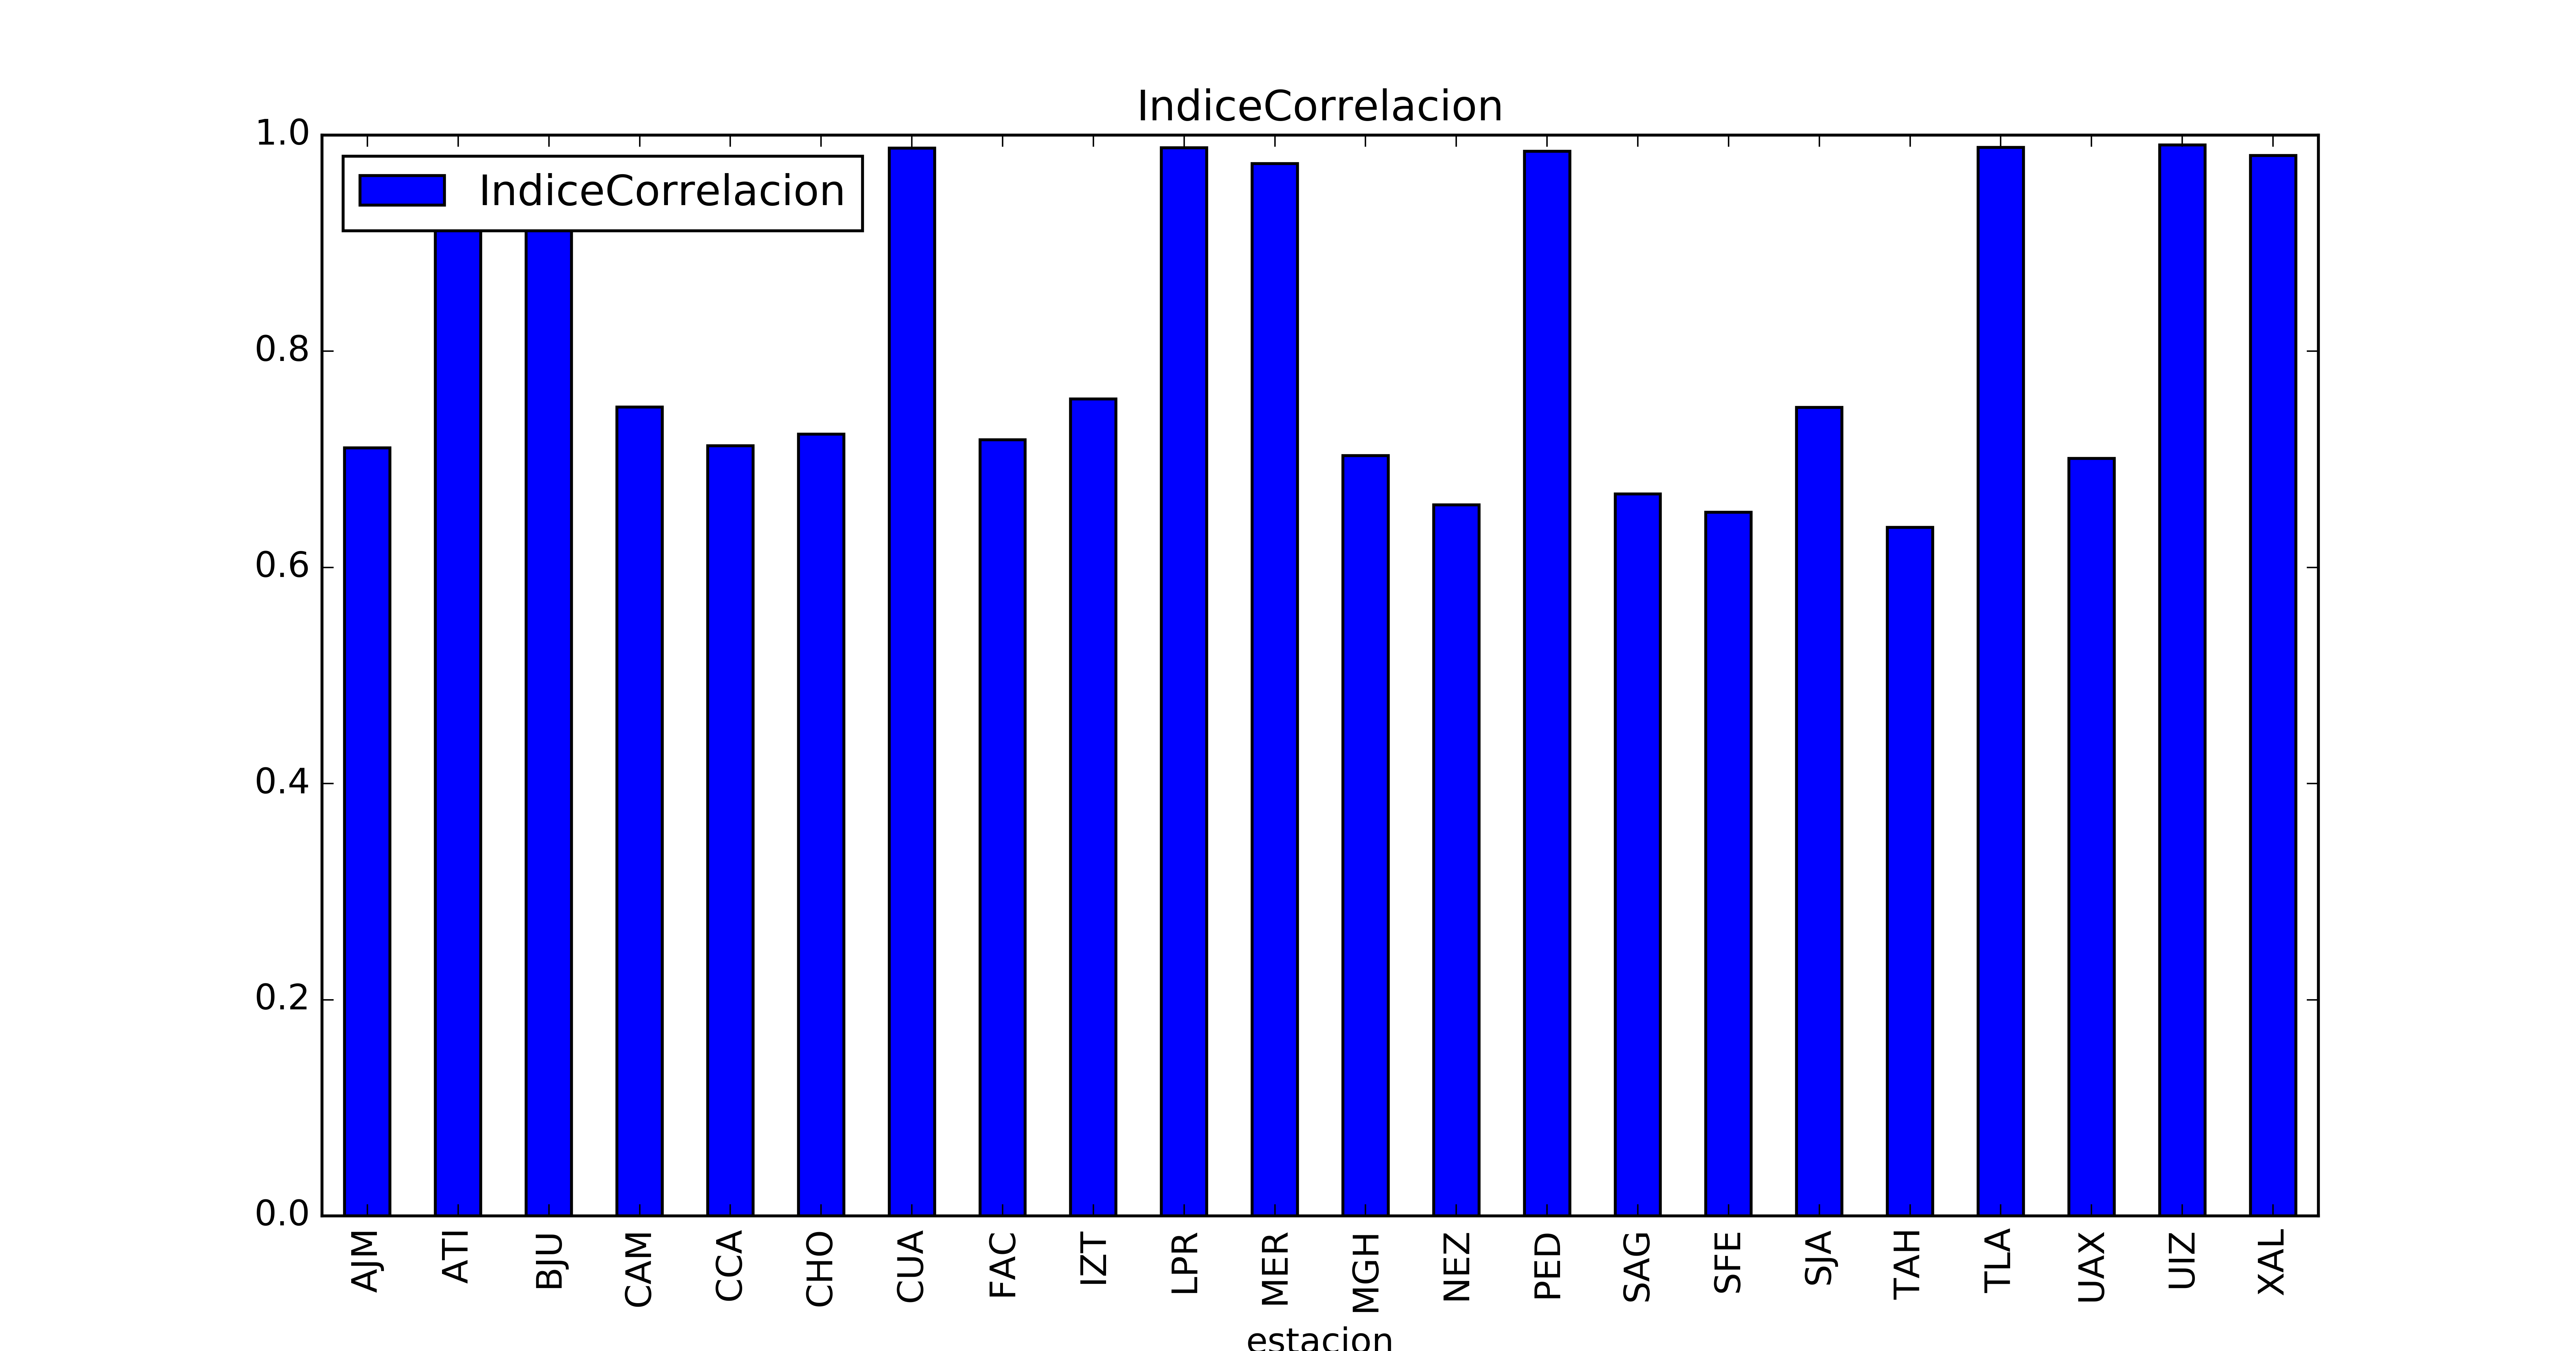 IndiceCorrelacion
1.0
IndiceCorrelacion
0.8
0.6
0.4
0.2
0.0
AJM
ATI
BJU
CAM
CCA
CHO
CUA
FAC
IZT
LPR
MER
MGH
NEZ
PED
SAG
SFE
SJA
TAH
TLA
UAX
UIZ
XAL
estacion